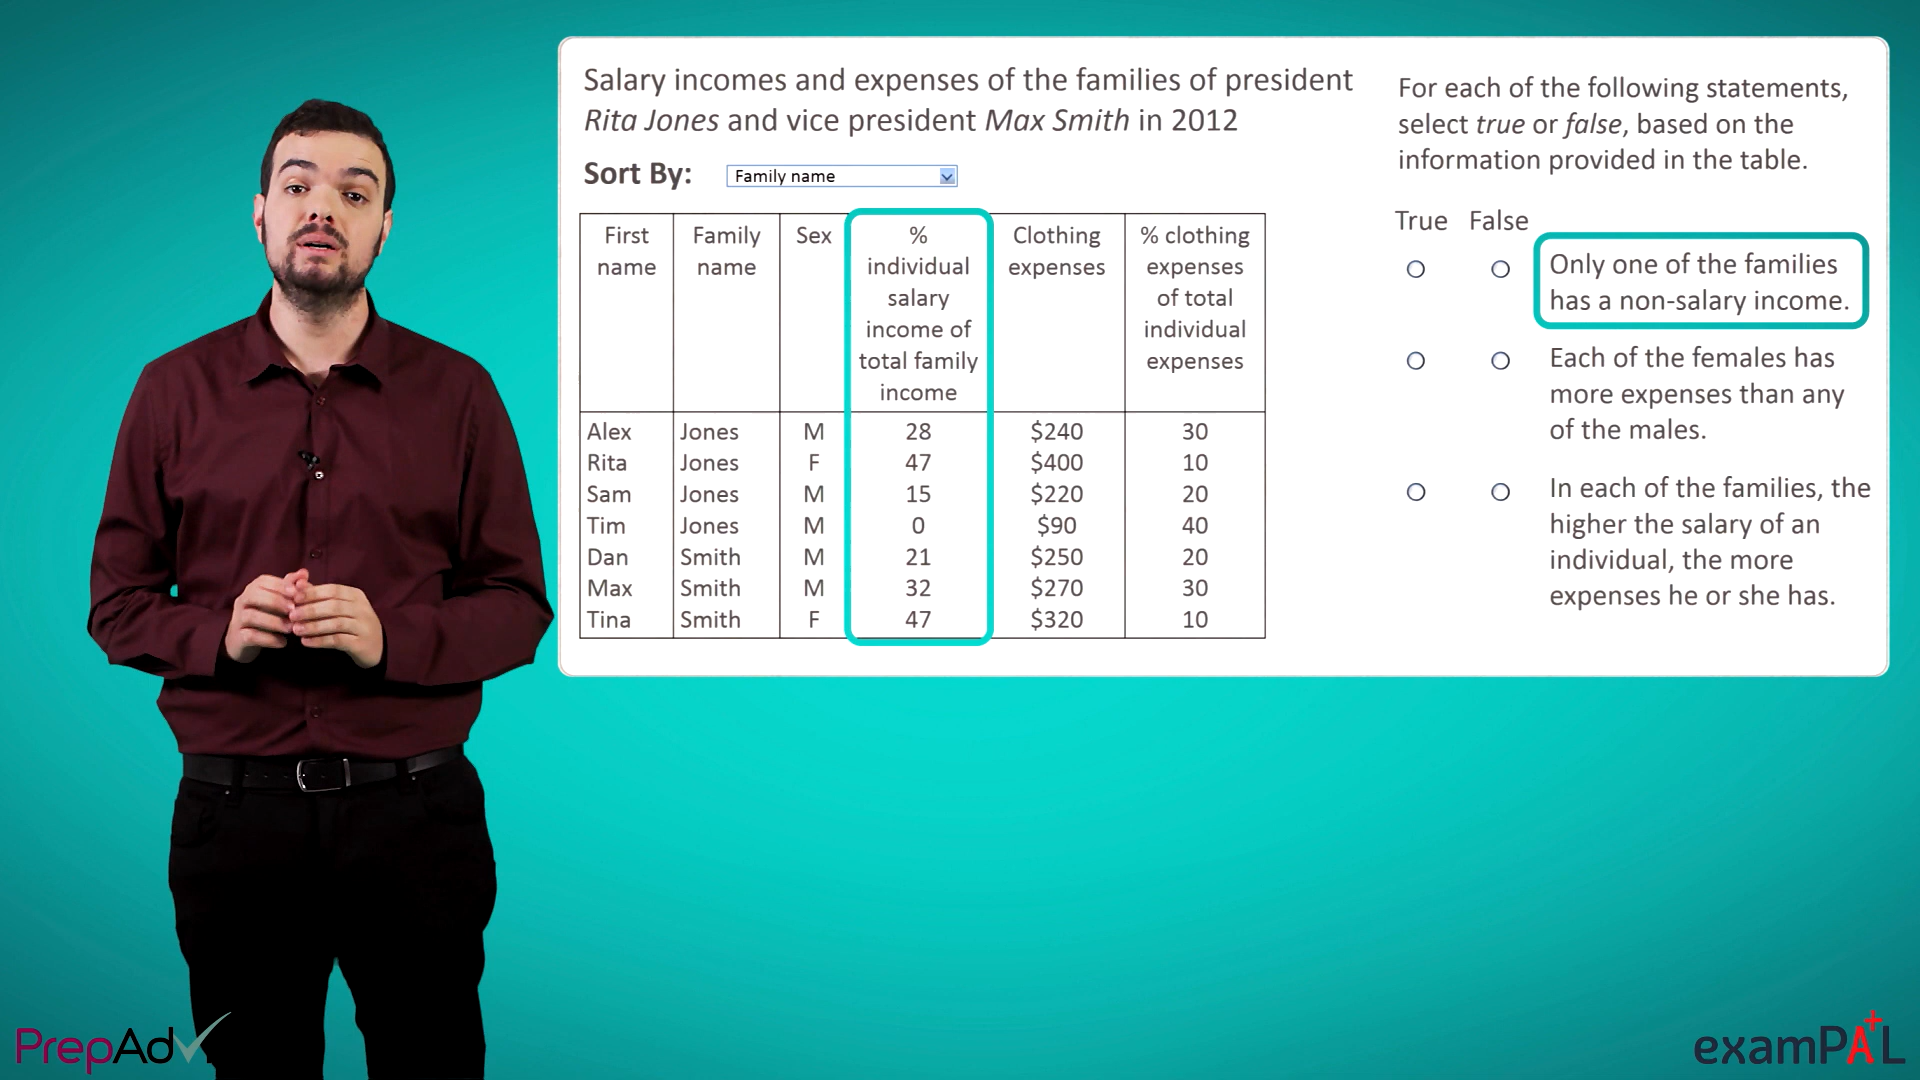 Salary incomes and expenses of the families of president
Rita Jones and vice president Max Smith in 2012
Sort By: Family name
First name | Family name | Sex | % individual salary income of total family income | Clothing expenses | % clothing expenses of total individual expenses
Alex Jones M 28 $240 30
Rita Jones F 47 $400 10
Sam Jones M 15 $220 20
Tim Jones M 0 $90 40
Dan Smith M 21 $250 20
Max Smith M 32 $270 30
Tina Smith F 47 $320 10
For each of the following statements,
select true or false, based on the
information provided in the table.
True False
Only one of the families
has a non-salary income.
Each of the females has
more expenses than any
of the males.
In each of the families, the
higher the salary of an
individual, the more
expenses he or she has.
PrepAdv
examPAL